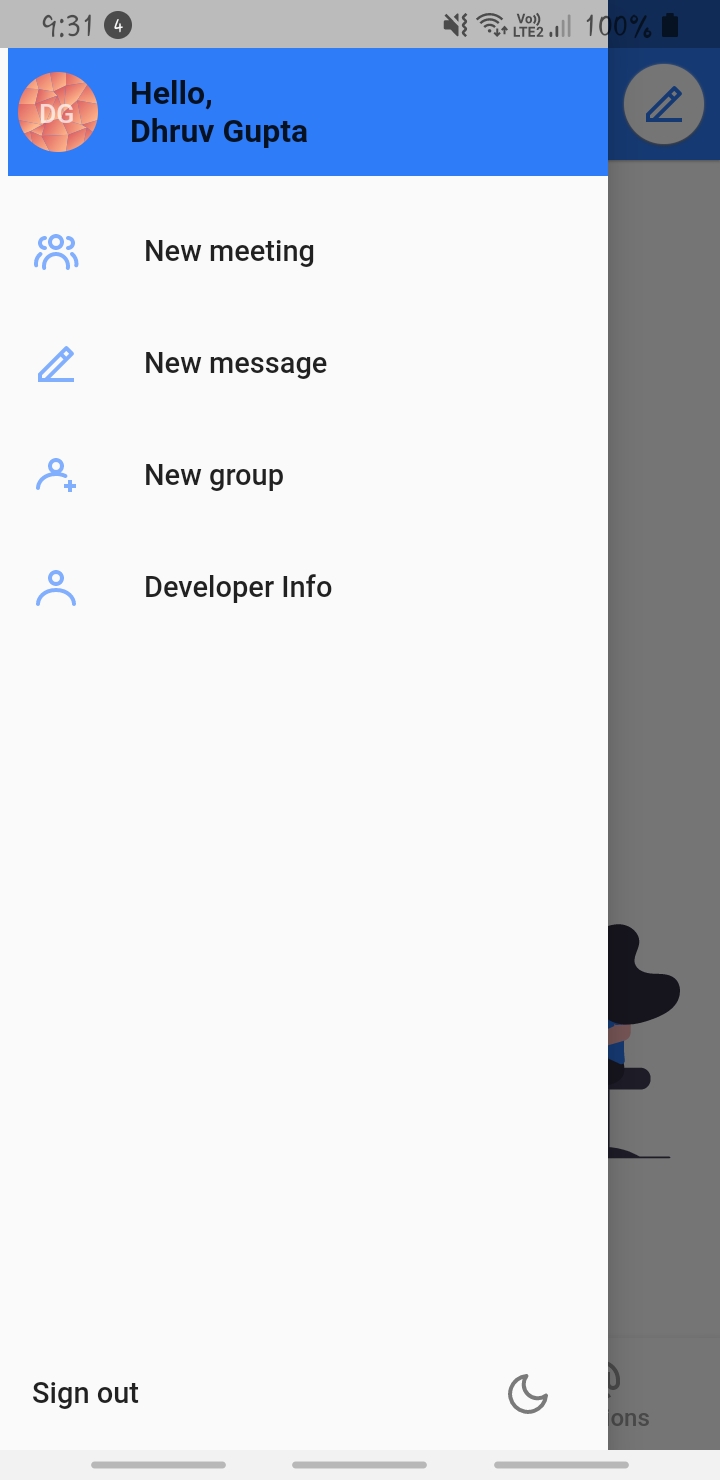 9:31 4 Vo)) LTE2 100%
DG
Hello,
Dhruv Gupta
New meeting
New message
New group
Developer Info
Sign out
ions